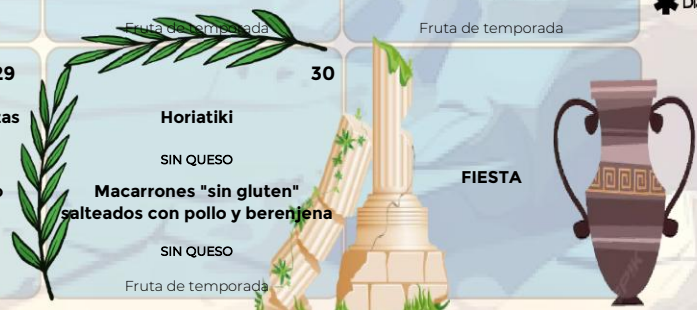 Fruta de temporada
Fruta de temporada
29
30
Horiatiki
SIN QUESO
Macarrones "sin gluten"
salteados con pollo y berenjena
SIN QUESO
Fruta de temporada
FIESTA